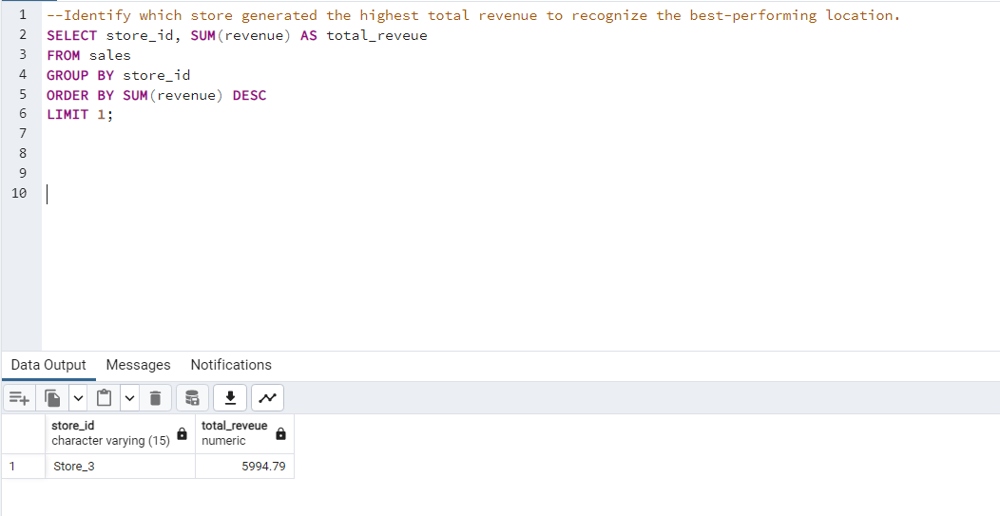 1 --Identify which store generated the highest total revenue to recognize the best-performing location.
2 SELECT store_id, SUM(revenue) AS total_reveue
3 FROM sales
4 GROUP BY store_id
5 ORDER BY SUM(revenue) DESC
6 LIMIT 1;
7
8
9
10
Data Output Messages Notifications
store_id total_reveue
character varying (15) numeric
1 Store_3 5994.79